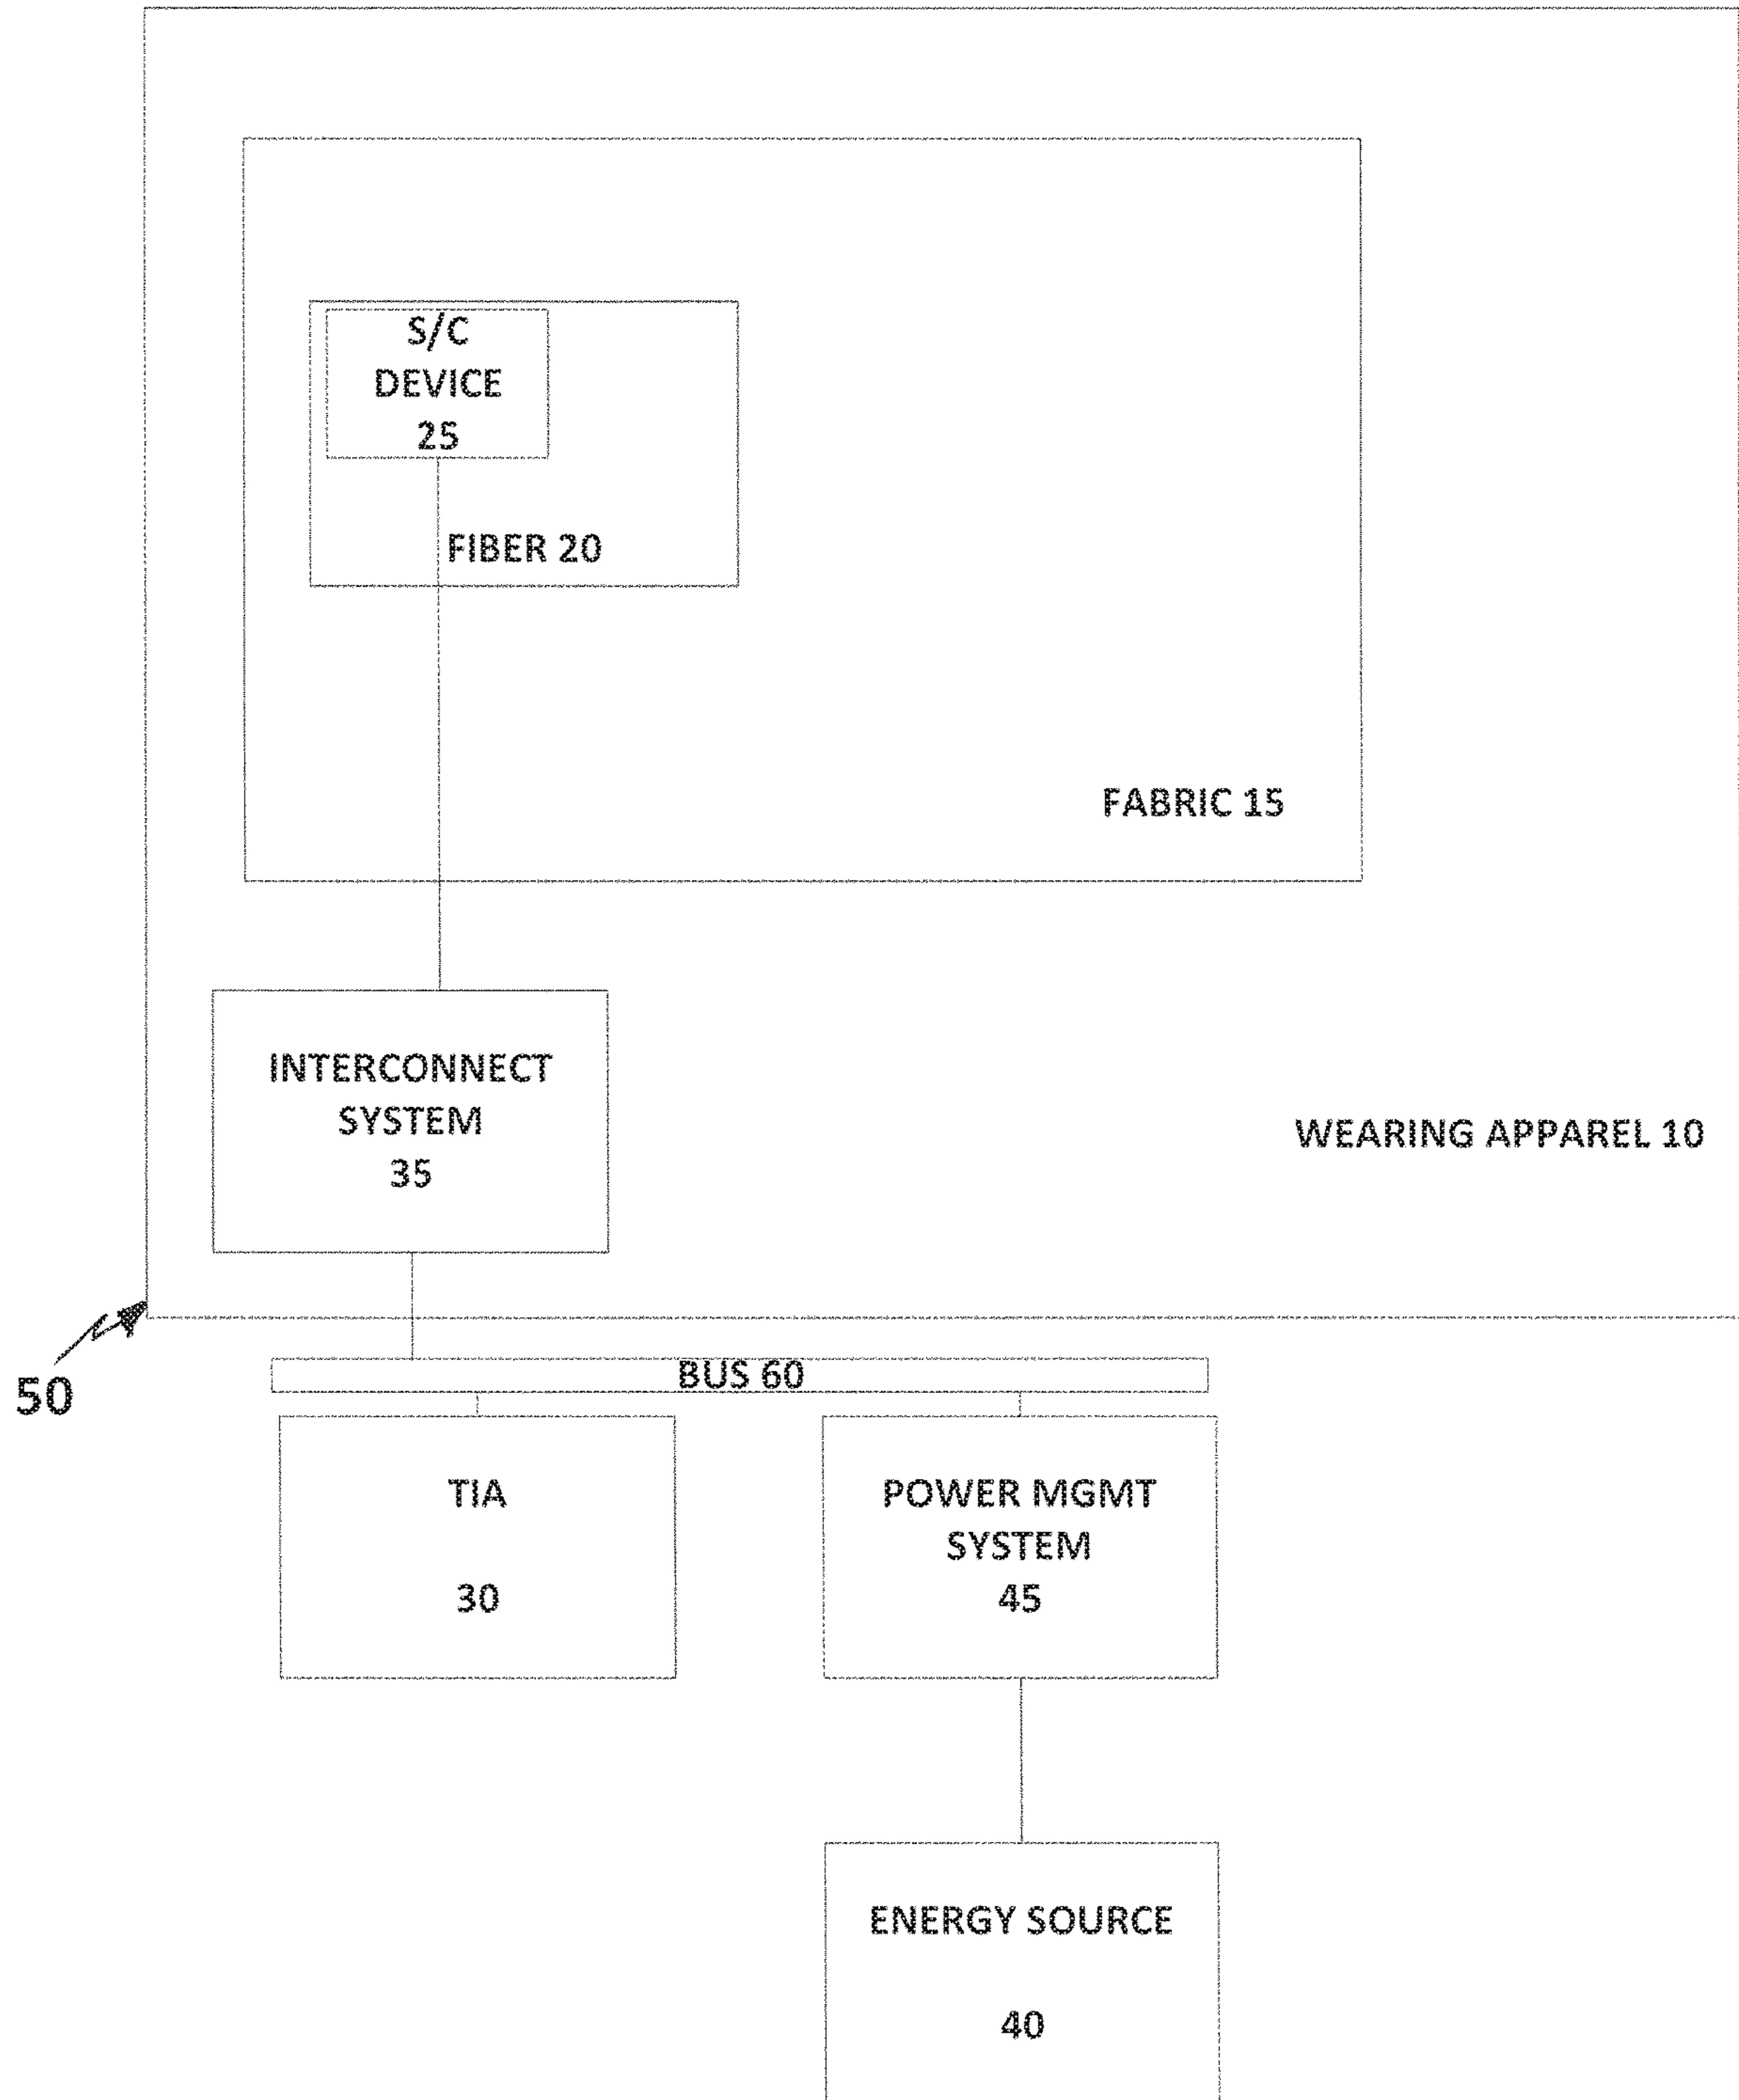 S/C
DEVICE
25
FIBER 20
FABRIC 15
INTERCONNECT
SYSTEM
35
WEARING APPAREL 10
50
BUS 60
TIA
30
POWER MGMT
SYSTEM
45
ENERGY SOURCE
40